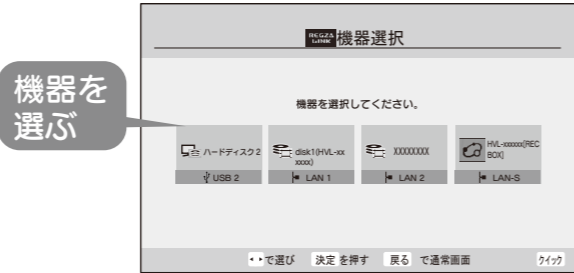 REGZA LINK 機器選択
機器を
選ぶ
機器を選択してください。
ハードディスク2
USB 2
disk1(HVL-xx
xxxx)
LAN 1
XXXXXXXX
LAN 2
HVL-xxxxxx[REC
BOX]
LAN-S
で選び 決定 を押す 戻る で通常画面 クイック